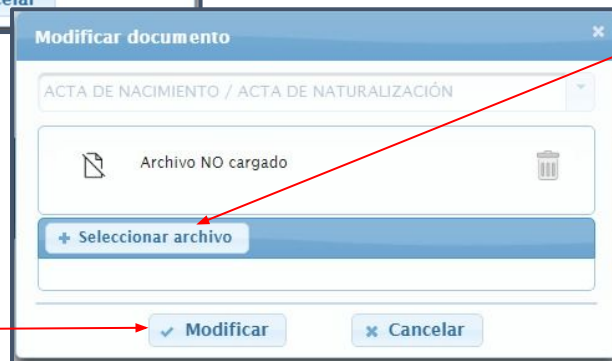 Modificar documento
ACTA DE NACIMIENTO / ACTA DE NATURALIZACIÓN
Archivo NO cargado
Seleccionar archivo
Modificar
Cancelar